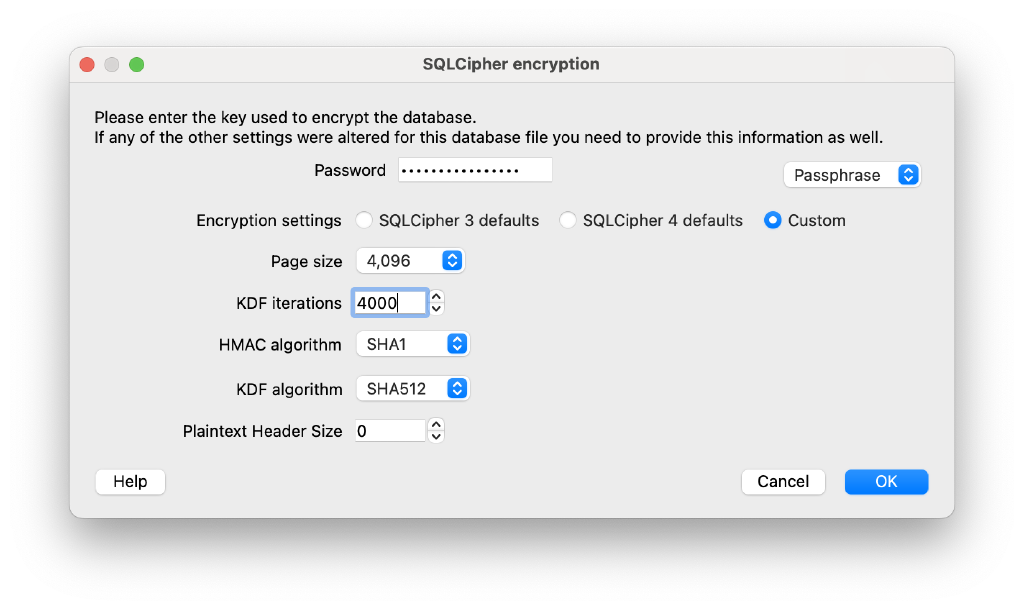 SQLCipher encryption
Please enter the key used to encrypt the database.
If any of the other settings were altered for this database file you need to provide this information as well.
Password •••••••••••••••• Passphrase
Encryption settings SQLCipher 3 defaults SQLCipher 4 defaults Custom
Page size 4,096
KDF iterations 4000
HMAC algorithm SHA1
KDF algorithm SHA512
Plaintext Header Size 0
Help Cancel OK